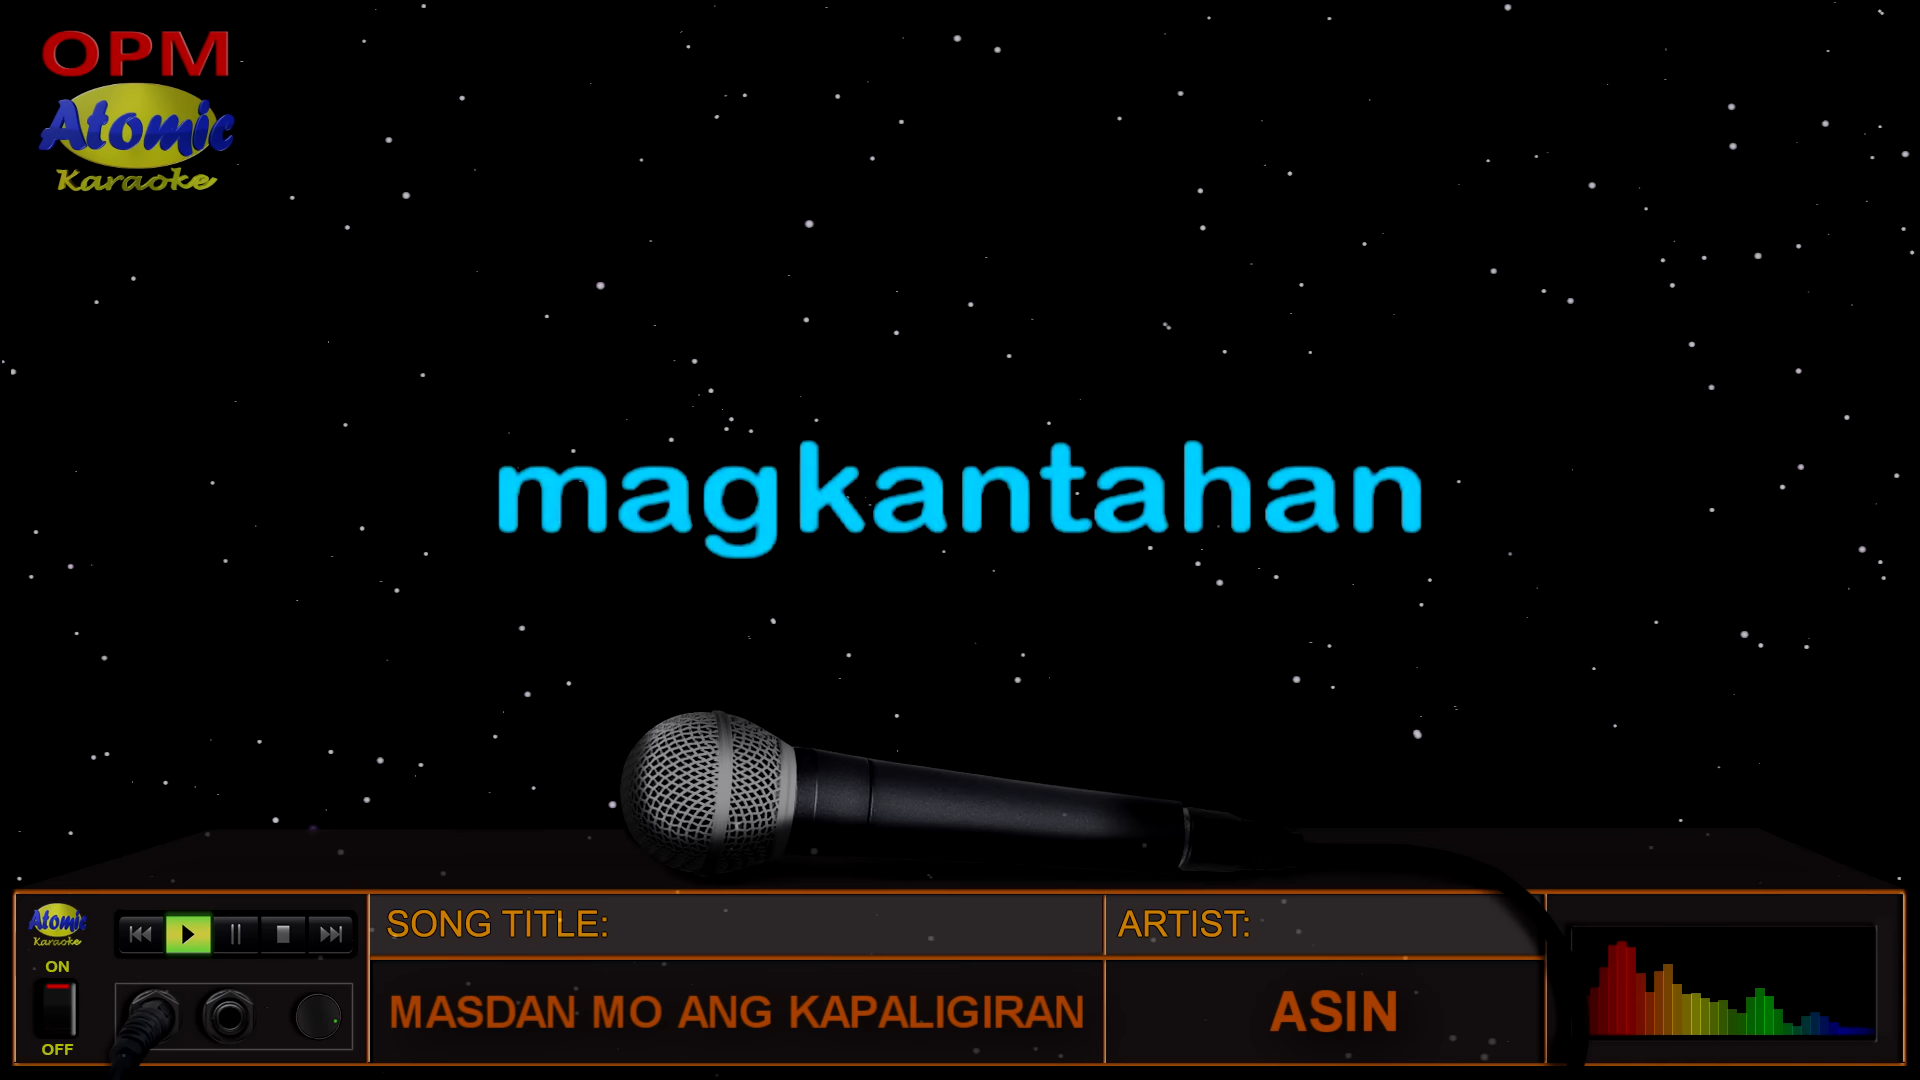 OPM
Atomic
Karaoke
magkantahan
Atomic
Karaoke
ON
OFF
SONG TITLE:
ARTIST:
MASDAN MO ANG KAPALIGIRAN
ASIN